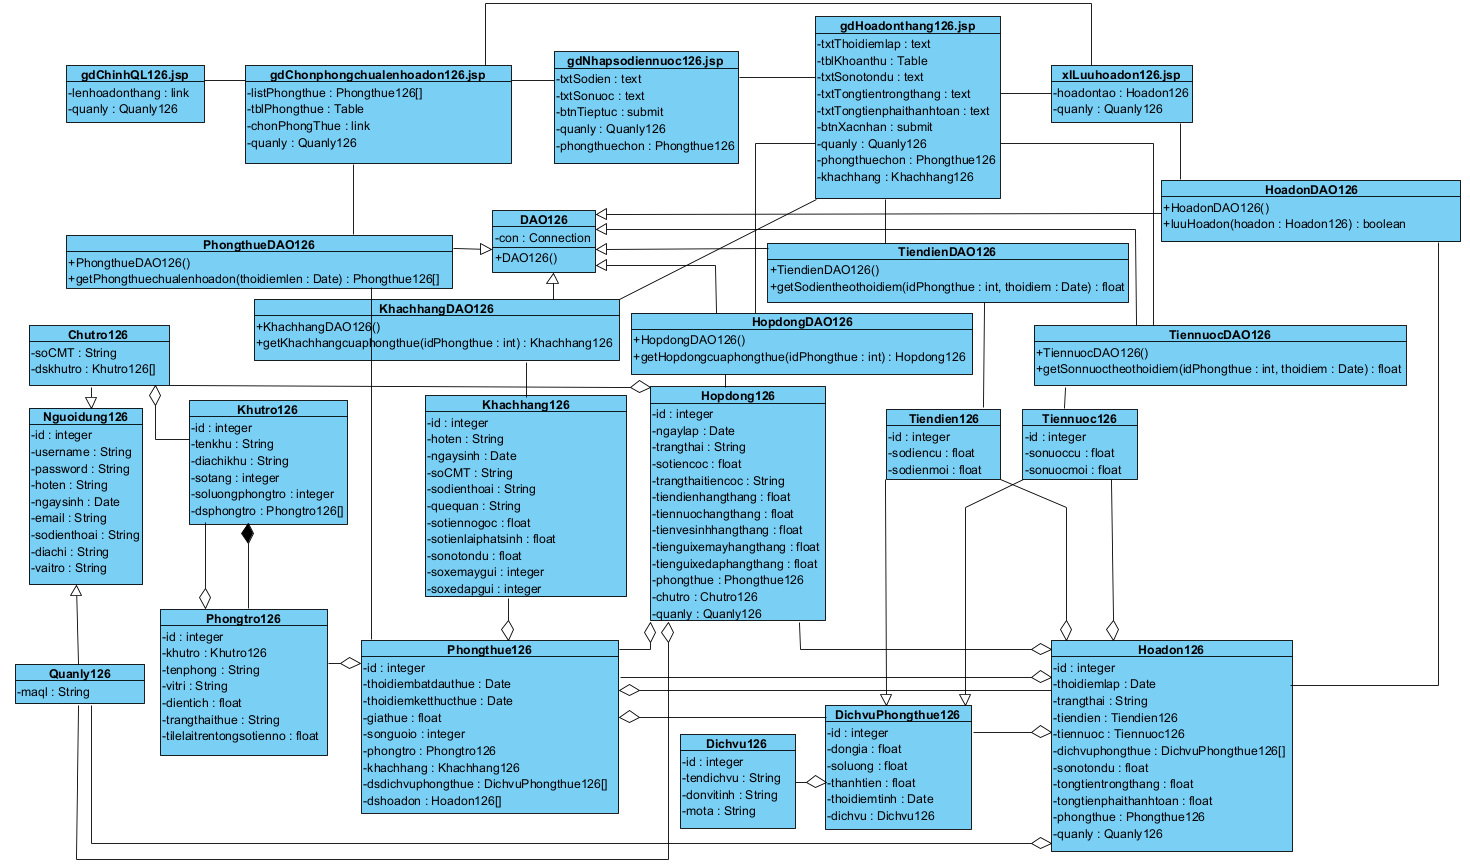 gdChinhQL126.jsp
-lenhoadonthang : link
-quanly : Quanly126
gdChonphongchualenhoadon126.jsp
-listPhongthue : Phongthue126[]
-tblPhongthue : Table
-chonPhongThue : link
-quanly : Quanly126
gdNhapsodiennuoc126.jsp
-txtSodien : text
-txtSonuoc : text
-btnTieptuc : submit
-quanly : Quanly126
-phongthuechon : Phongthue126
gdHoadonthang126.jsp
-txtThoidiemlap : text
-tblKhoanthu : Table
-txtSonotondu : text
-txtTongtientrongthang : text
-txtTongtienphaithanhtoan : text
-btnXacnhan : submit
-quanly : Quanly126
-phongthuechon : Phongthue126
-khachhang : Khachhang126
xlLuuhoadon126.jsp
-hoadontao : Hoadon126
-quanly : Quanly126
HoadonDAO126
+HoadonDAO126()
+luuHoadon(hoadon : Hoadon126) : boolean
DAO126
-con : Connection
+DAO126()
PhongthueDAO126
+PhongthueDAO126()
+getPhongthuechualenhoadon(thoidiemlen : Date) : Phongthue126[]
TiendienDAO126
+TiendienDAO126()
+getSodientheothoidiem(idPhongthue : int, thoidiem : Date) : float
KhachhangDAO126
+KhachhangDAO126()
+getKhachhangcuaphongthue(idPhongthue : int) : Khachhang126
HopdongDAO126
+HopdongDAO126()
+getHopdongcuaphongthue(idPhongthue : int) : Hopdong126
TiennuocDAO126
+TiennuocDAO126()
+getSonnuoctheothoidiem(idPhongthue : int, thoidiem : Date) : float
Chutro126
-soCMT : String
-dskhutro : Khutro126[]
Nguoidung126
-id : integer
-username : String
-password : String
-hoten : String
-ngaysinh : Date
-email : String
-sodienthoai : String
-diachi : String
-vaitro : String
Khutro126
-id : integer
-tenkhu : String
-diachikhu : String
-sotang : integer
-soluongphongtro : integer
-dsphongtro : Phongtro126[]
Khachhang126
-id : integer
-hoten : String
-ngaysinh : Date
-soCMT : String
-sodienthoai : String
-quequan : String
-sotiennogoc : float
-sotienlaiphatsinh : float
-sonotondu : float
-soxemaygui : integer
-soxedapgui : integer
Hopdong126
-id : integer
-ngaylap : Date
-trangthai : String
-sotiencoc : float
-trangthaitiencoc : String
-tiendienhangthang : float
-tiennuochangthang : float
-tienvesinhhangthang : float
-tienguixemayhangthang : float
-tienguixedaphangthang : float
-phongthue : Phongthue126
-chutro : Chutro126
-quanly : Quanly126
Tiendien126
-id : integer
-sodiencu : float
-sodienmoi : float
Tiennuoc126
-id : integer
-sonuoccu : float
-sonuocmoi : float
Phongtro126
-id : integer
-khutro : Khutro126
-tenphong : String
-vitri : String
-dientich : float
-trangthaithue : String
-tilelaitrentongsotienno : float
Quanly126
-maql : String
Phongthue126
-id : integer
-thoidiembatdauthue : Date
-thoidiemketthucthue : Date
-giathue : float
-songuoio : integer
-phongtro : Phongtro126
-khachhang : Khachhang126
-dsdichvuphongthue : DichvuPhongthue126[]
-dshoadon : Hoadon126[]
Dichvu126
-id : integer
-tendichvu : String
-donvitinh : String
-mota : String
DichvuPhongthue126
-id : integer
-dongia : float
-soluong : float
-thanhtien : float
-thoidiemtinh : Date
-dichvu : Dichvu126
Hoadon126
-id : integer
-thoidiemlap : Date
-trangthai : String
-tiendien : Tiendien126
-tiennuoc : Tiennuoc126
-dichvuphongthue : DichvuPhongthue126[]
-sonotondu : float
-tongtientrongthang : float
-tongtienphaithanhtoan : float
-phongthue : Phongthue126
-quanly : Quanly126